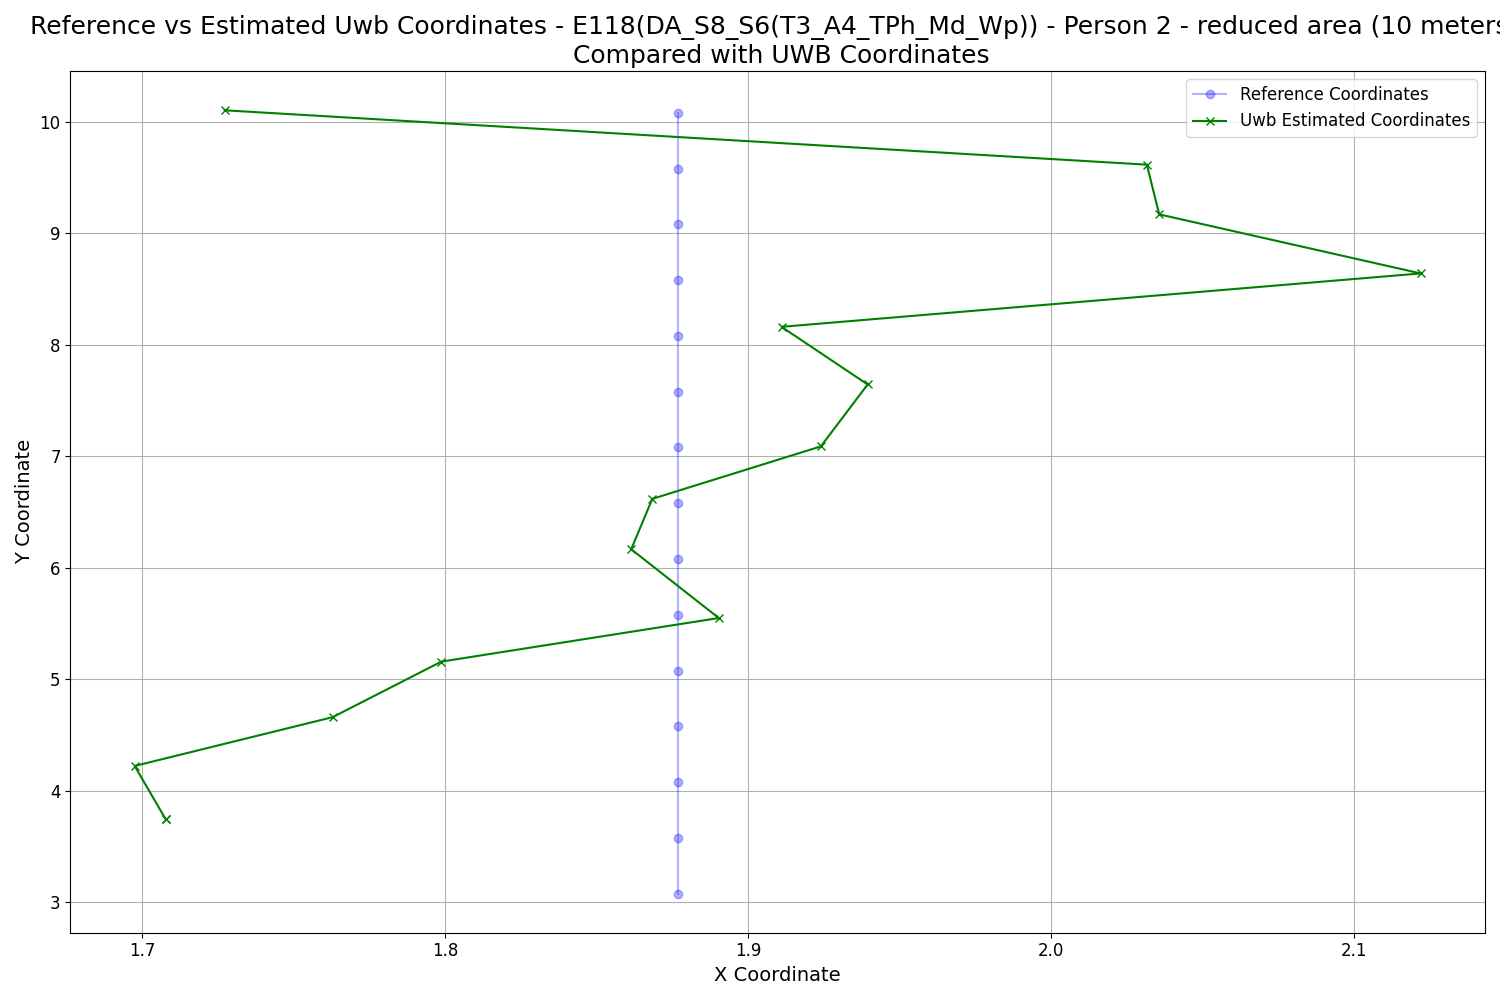 Reference vs Estimated Uwb Coordinates - E118(DA_S8_S6(T3_A4_TPh_Md_Wp)) - Person 2 - reduced area (10 meters
Compared with UWB Coordinates
Reference Coordinates
Uwb Estimated Coordinates
10
9
8
7
6
5
4
3
Y Coordinate
1.7 1.8 1.9 2.0 2.1
X Coordinate